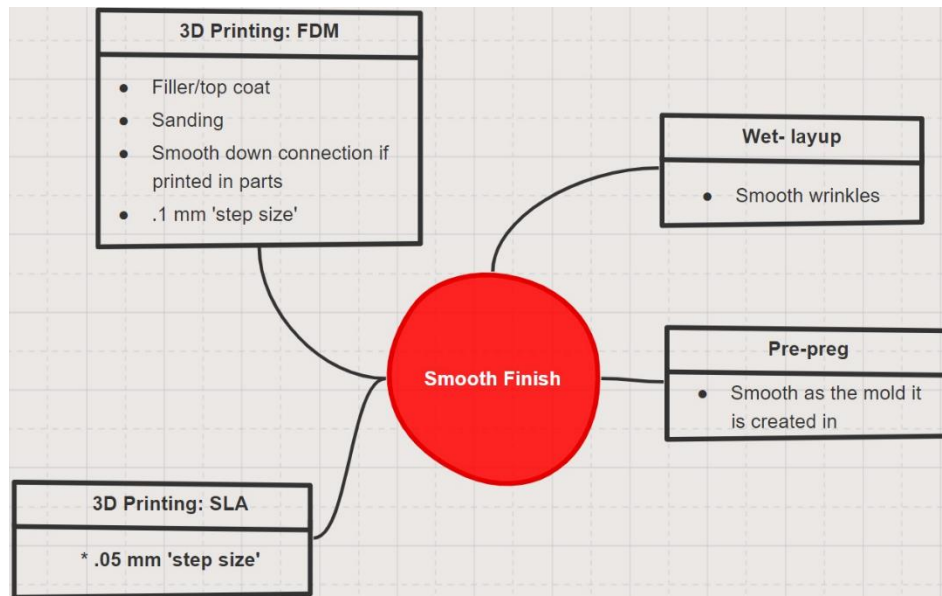 3D Printing: FDM
● Filler/top coat
● Sanding
● Smooth down connection if
printed in parts
● .1 mm 'step size'
Wet- layup
● Smooth wrinkles
Smooth Finish
Pre-preg
● Smooth as the mold it
is created in
3D Printing: SLA
* .05 mm 'step size'